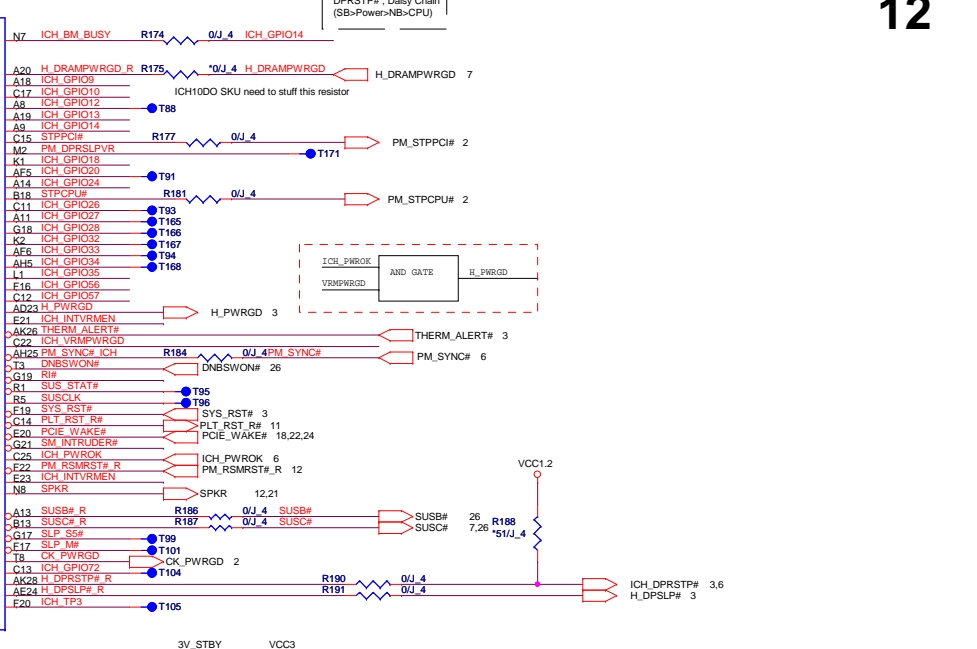 DPRSTP# , Daisy Chain
(SB>Power>NB>CPU)
12
N7 ICH_BM_BUSY R174 0/J_4 ICH_GPIO14
A20 H_DRAMPWRGD_R R175 *0/J_4 H_DRAMPWRGD H_DRAMPWRGD 7
A18 ICH_GPIO9
C17 ICH_GPIO10 ICH10DO SKU need to stuff this resistor
A8 ICH_GPIO12 T88
A19 ICH_GPIO13
A9 ICH_GPIO14
C15 STPPCI# R177 0/J_4 PM_STPPCI# 2
M2 PM_DPRSLPVR T171
K1 ICH_GPIO18
AF5 ICH_GPIO20 T91
A14 ICH_GPIO24
B18 STPCPU# R181 0/J_4 PM_STPCPU# 2
C11 ICH_GPIO26 T93
A11 ICH_GPIO27 T165
G18 ICH_GPIO28 T166
K2 ICH_GPIO32 T167
AF6 ICH_GPIO33 T94
AH5 ICH_GPIO34 T168
L1 ICH_GPIO35
F16 ICH_GPIO56
C12 ICH_GPIO57
ICH_PWROK
AND GATE H_PWRGD
VRMPWRGD
AD23 H_PWRGD H_PWRGD 3
E21 ICH_INTVRMEN
AK26 THERM_ALERT# THERM_ALERT# 3
C22 ICH_VRMPWRGD
AH25 PM_SYNC#_ICH R184 0/J_4 PM_SYNC# PM_SYNC# 6
T3 DNBSWON# DNBSWON# 26
G19 RI#
R1 SUS_STAT# T95
R5 SUSCLK T96
F19 SYS_RST# SYS_RST# 3
C14 PLT_RST_R# PLT_RST_R# 11
E20 PCIE_WAKE# PCIE_WAKE# 18,22,24
G21 SM_INTRUDER#
C25 ICH_PWROK ICH_PWROK 6
F22 PM_RSMRST#_R PM_RSMRST#_R 12
E23 ICH_INTVRMEN
N8 SPKR SPKR 12,21
VCC1.2
A13 SUSB#_R R186 0/J_4 SUSB# SUSB# 26
B13 SUSC#_R R187 0/J_4 SUSC# SUSC# 7,26
R188
*51/J_4
G17 SLP_S5# T99
F17 SLP_M# T101
T8 CK_PWRGD CK_PWRGD 2
C13 ICH_GPIO72 T104
AK28 H_DPRSTP#_R R190 0/J_4 ICH_DPRSTP# 3,6
AE24 H_DPSLP#_R R191 0/J_4 H_DPSLP# 3
F20 ICH_TP3 T105
3V_STBY VCC3